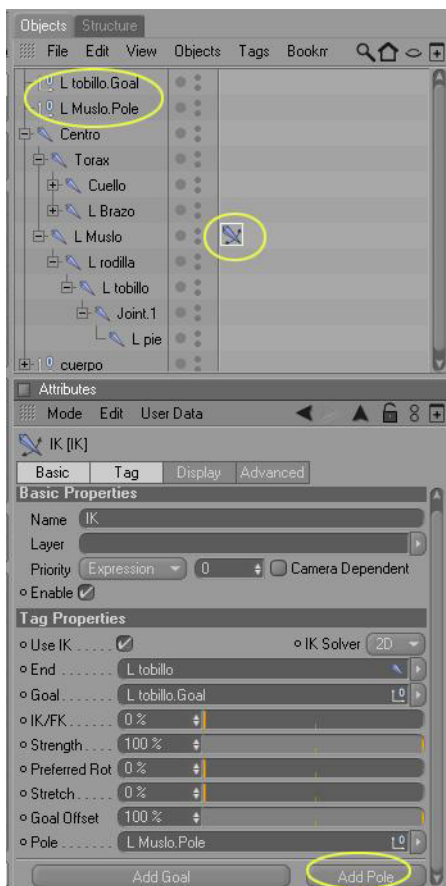 Objects Structure
File Edit View Objects Tags Bookrr
L tobillo.Goal
L Muslo.Pole
Centro
Torax
Cuello
L Brazo
L Muslo
L rodilla
L tobillo
Joint.1
L pie
cuerpo
Attributes
Mode Edit User Data
IK [IK]
Basic Tag Display Advanced
Basic Properties
Name IK
Layer
Priority Expression 0 Camera Dependent
Enable
Tag Properties
Use IK IK Solver 2D
End L tobillo
Goal L tobillo.Goal
IK/FK 0 %
Strength 100 %
Preferred Rot 0 %
Stretch 0 %
Goal Offset 100 %
Pole L Muslo.Pole
Add Goal Add Pole